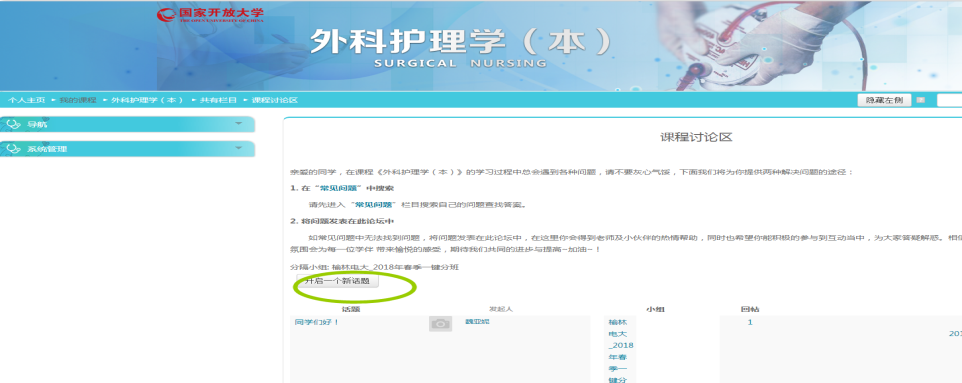 国家开放大学
外科护理学（本）
SURGICAL NURSING
个人主页 ▸ 我的课程 ▸ 外科护理学（本） ▸ 共有栏目 ▸ 课程讨论区
隐藏左侧
导航
系统管理
课程讨论区
亲爱的同学，在课程《外科护理学（本）》的学习过程中总会遇到各种问题，请不要灰心气馁，下面我们将为你提供两种解决问题的途径：
1. 在“常见问题”中搜索
请先进入“常见问题”栏目搜索自己的问题查找答案。
2. 将问题发表在此论坛中
如常见问题中无法找到问题，将问题发表在此论坛中，在这里你会得到老师及小伙伴的热情帮助，同时也希望你能积极的参与到互动当中，为大家答疑解惑。相信
氛围会为每一位学伴 带来愉悦的感受，期待我们共同的进步与提高~加油~！
分隔小组: 榆林电大_2018年春季一键分班
开启一个新话题
话题 发起人 小组 回帖
同学们好！ 魏亚妮 榆林 1
电大
201
_2018
年春
季一
键分